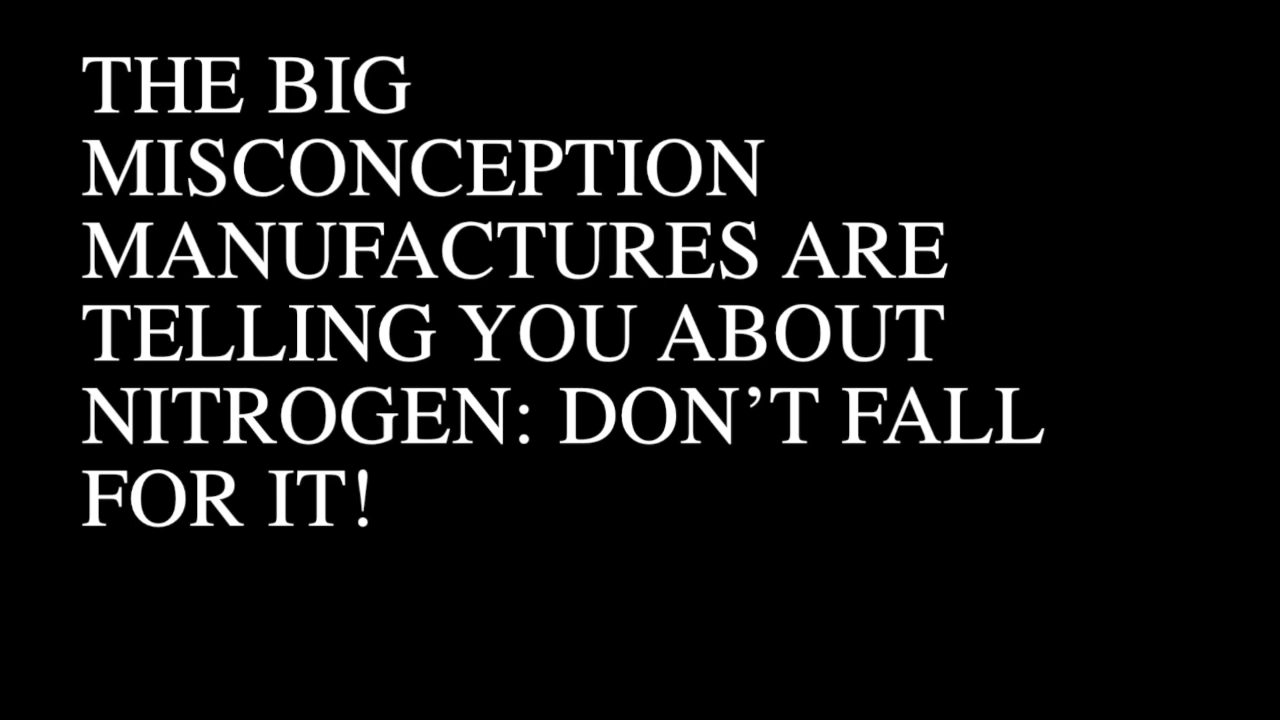 THE BIG
MISCONCEPTION
MANUFACTURES ARE
TELLING YOU ABOUT
NITROGEN: DON’T FALL
FOR IT!